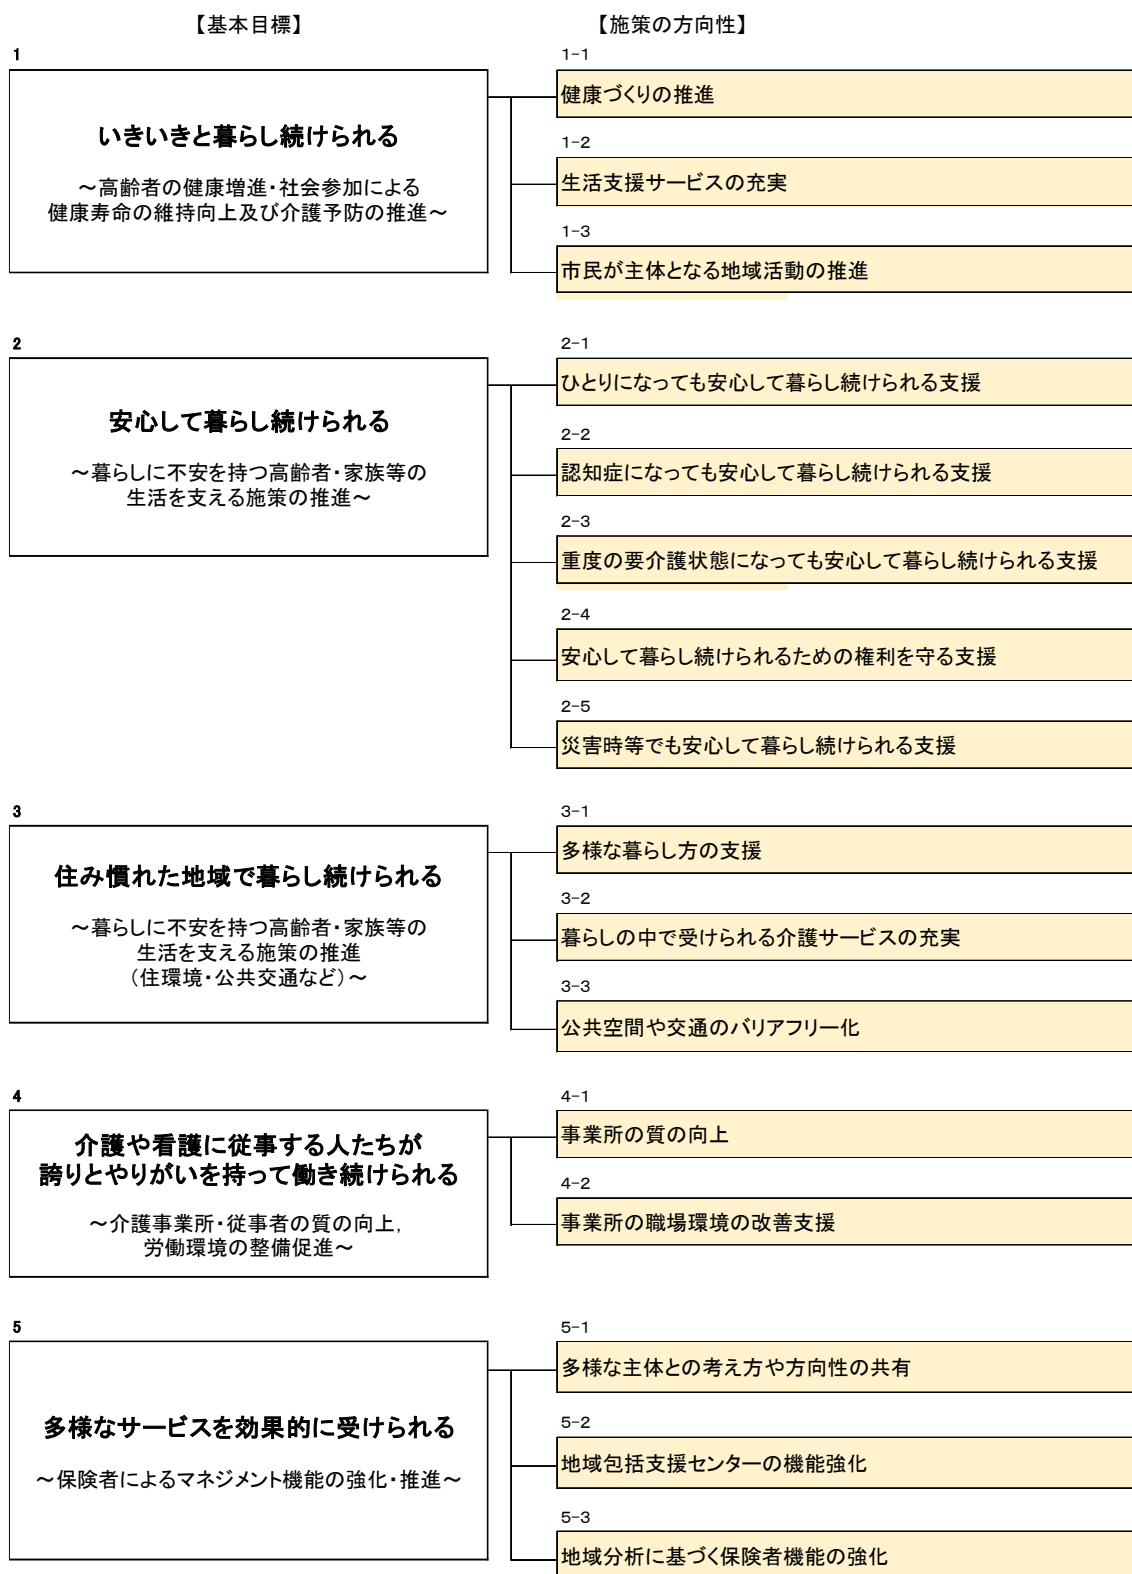 【基本目標】
【施策の方向性】
1
いきいきと暮らし続けられる
～高齢者の健康増進・社会参加による
健康寿命の維持向上及び介護予防の推進～
1-1
健康づくりの推進
1-2
生活支援サービスの充実
1-3
市民が主体となる地域活動の推進
2
安心して暮らし続けられる
～暮らしに不安を持つ高齢者・家族等の
生活を支える施策の推進～
2-1
ひとりになっても安心して暮らし続けられる支援
2-2
認知症になっても安心して暮らし続けられる支援
2-3
重度の要介護状態になっても安心して暮らし続けられる支援
2-4
安心して暮らし続けられるための権利を守る支援
2-5
災害時等でも安心して暮らし続けられる支援
3
住み慣れた地域で暮らし続けられる
～暮らしに不安を持つ高齢者・家族等の
生活を支える施策の推進
（住環境・公共交通など）～
3-1
多様な暮らし方の支援
3-2
暮らしの中で受けられる介護サービスの充実
3-3
公共空間や交通のバリアフリー化
4
介護や看護に従事する人たちが
誇りとやりがいを持って働き続けられる
～介護事業所・従事者の質の向上，
労働環境の整備促進～
4-1
事業所の質の向上
4-2
事業所の職場環境の改善支援
5
多様なサービスを効果的に受けられる
～保険者によるマネジメント機能の強化・推進～
5-1
多様な主体との考え方や方向性の共有
5-2
地域包括支援センターの機能強化
5-3
地域分析に基づく保険者機能の強化